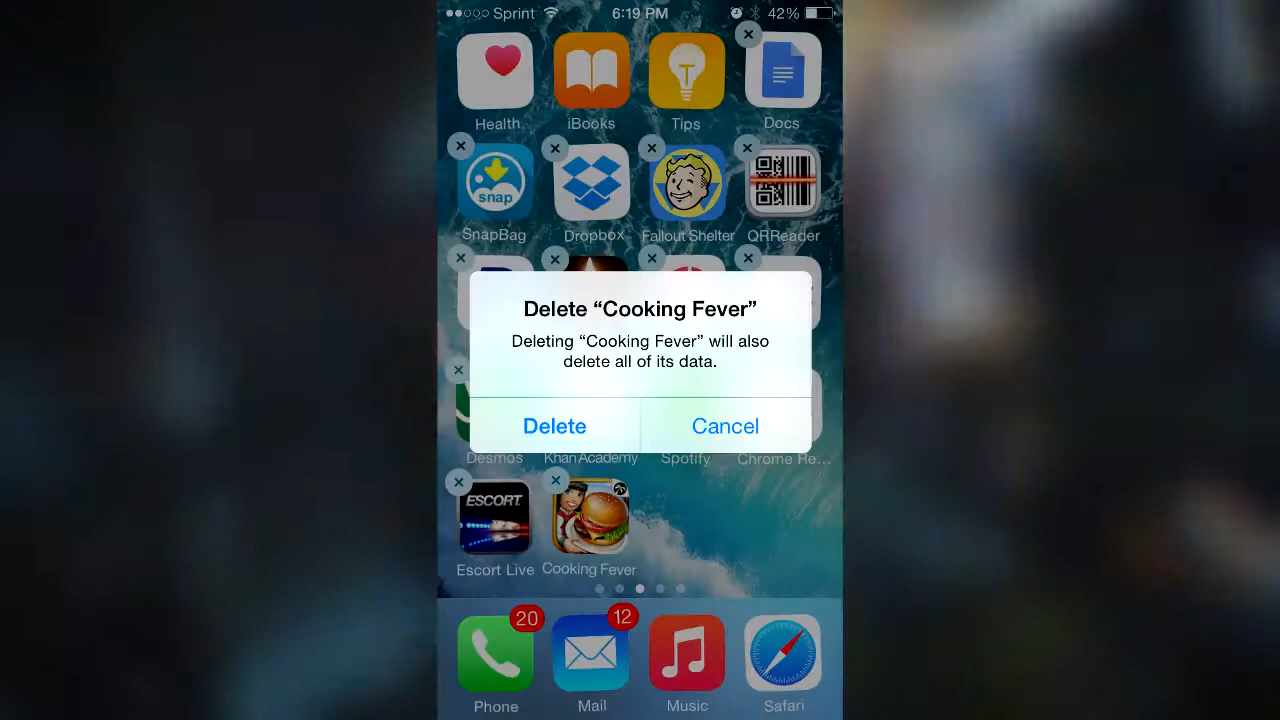 Sprint 6:19 PM 42%
Health iBooks Tips Docs
snap
SnapBag Dropbox Fallout Shelter QRReader
Delete “Cooking Fever”
Deleting “Cooking Fever” will also
delete all of its data.
Delete Cancel
Desmos Khan Academy Spotify Chrome Re...
ESCORT
Escort Live Cooking Fever
20 12
Phone Mail Music Safari